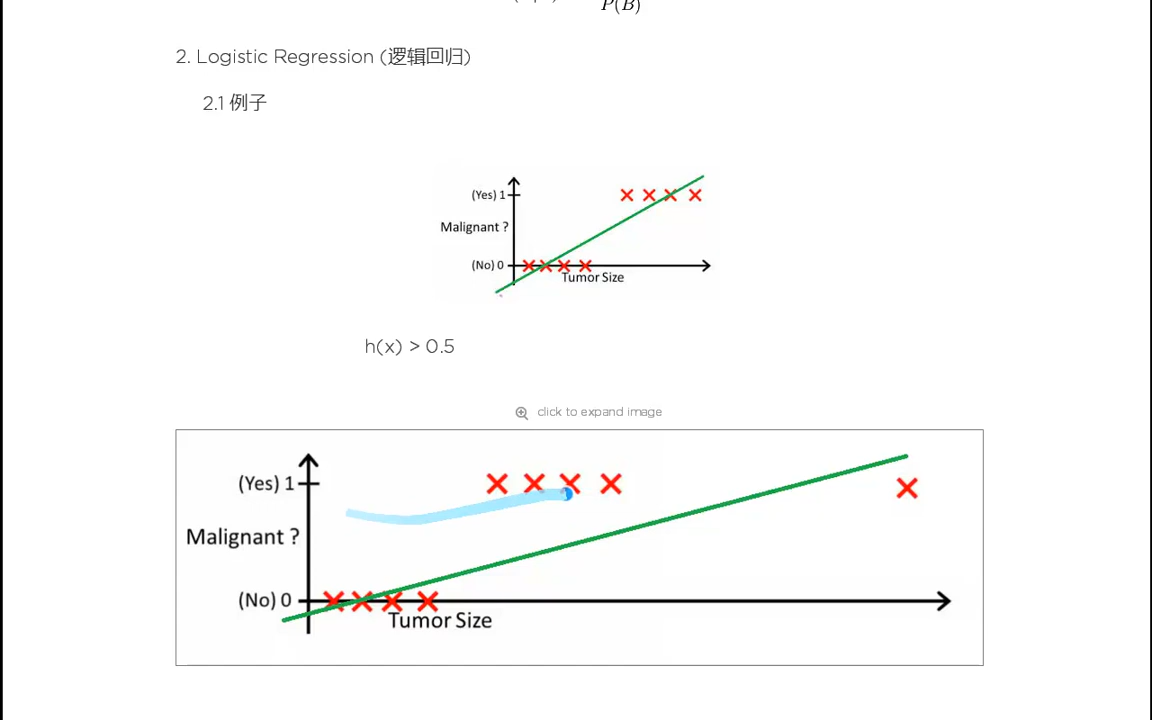 P(B)
2. Logistic Regression (逻辑回归)
2.1 例子
(Yes) 1
Malignant ?
(No) 0
Tumor Size
h(x) > 0.5
click to expand image
(Yes) 1
Malignant ?
(No) 0
Tumor Size